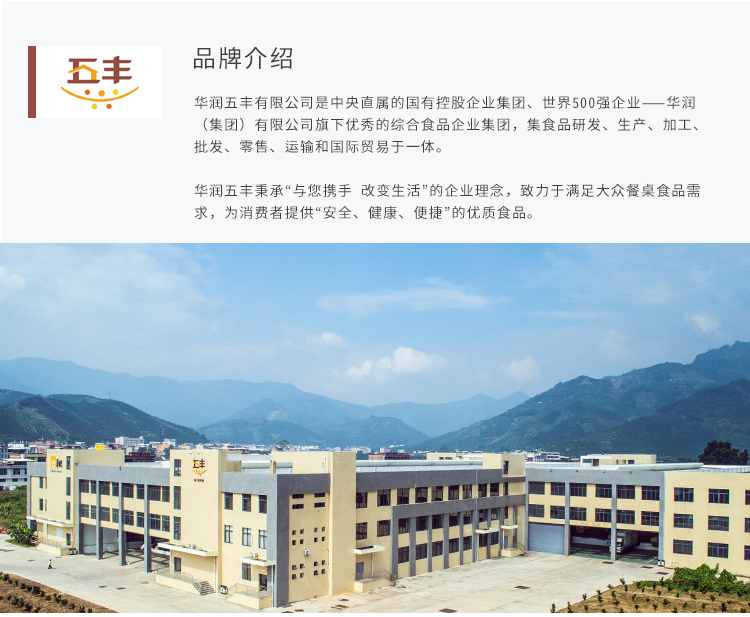 五丰
品牌介绍
华润五丰有限公司是中央直属的国有控股企业集团、世界500强企业——华润
（集团）有限公司旗下优秀的综合食品企业集团，集食品研发、生产、加工、
批发、零售、运输和国际贸易于一体。
华润五丰秉承“与您携手 改变生活”的企业理念，致力于满足大众餐桌食品需
求，为消费者提供“安全、健康、便捷”的优质食品。
五丰